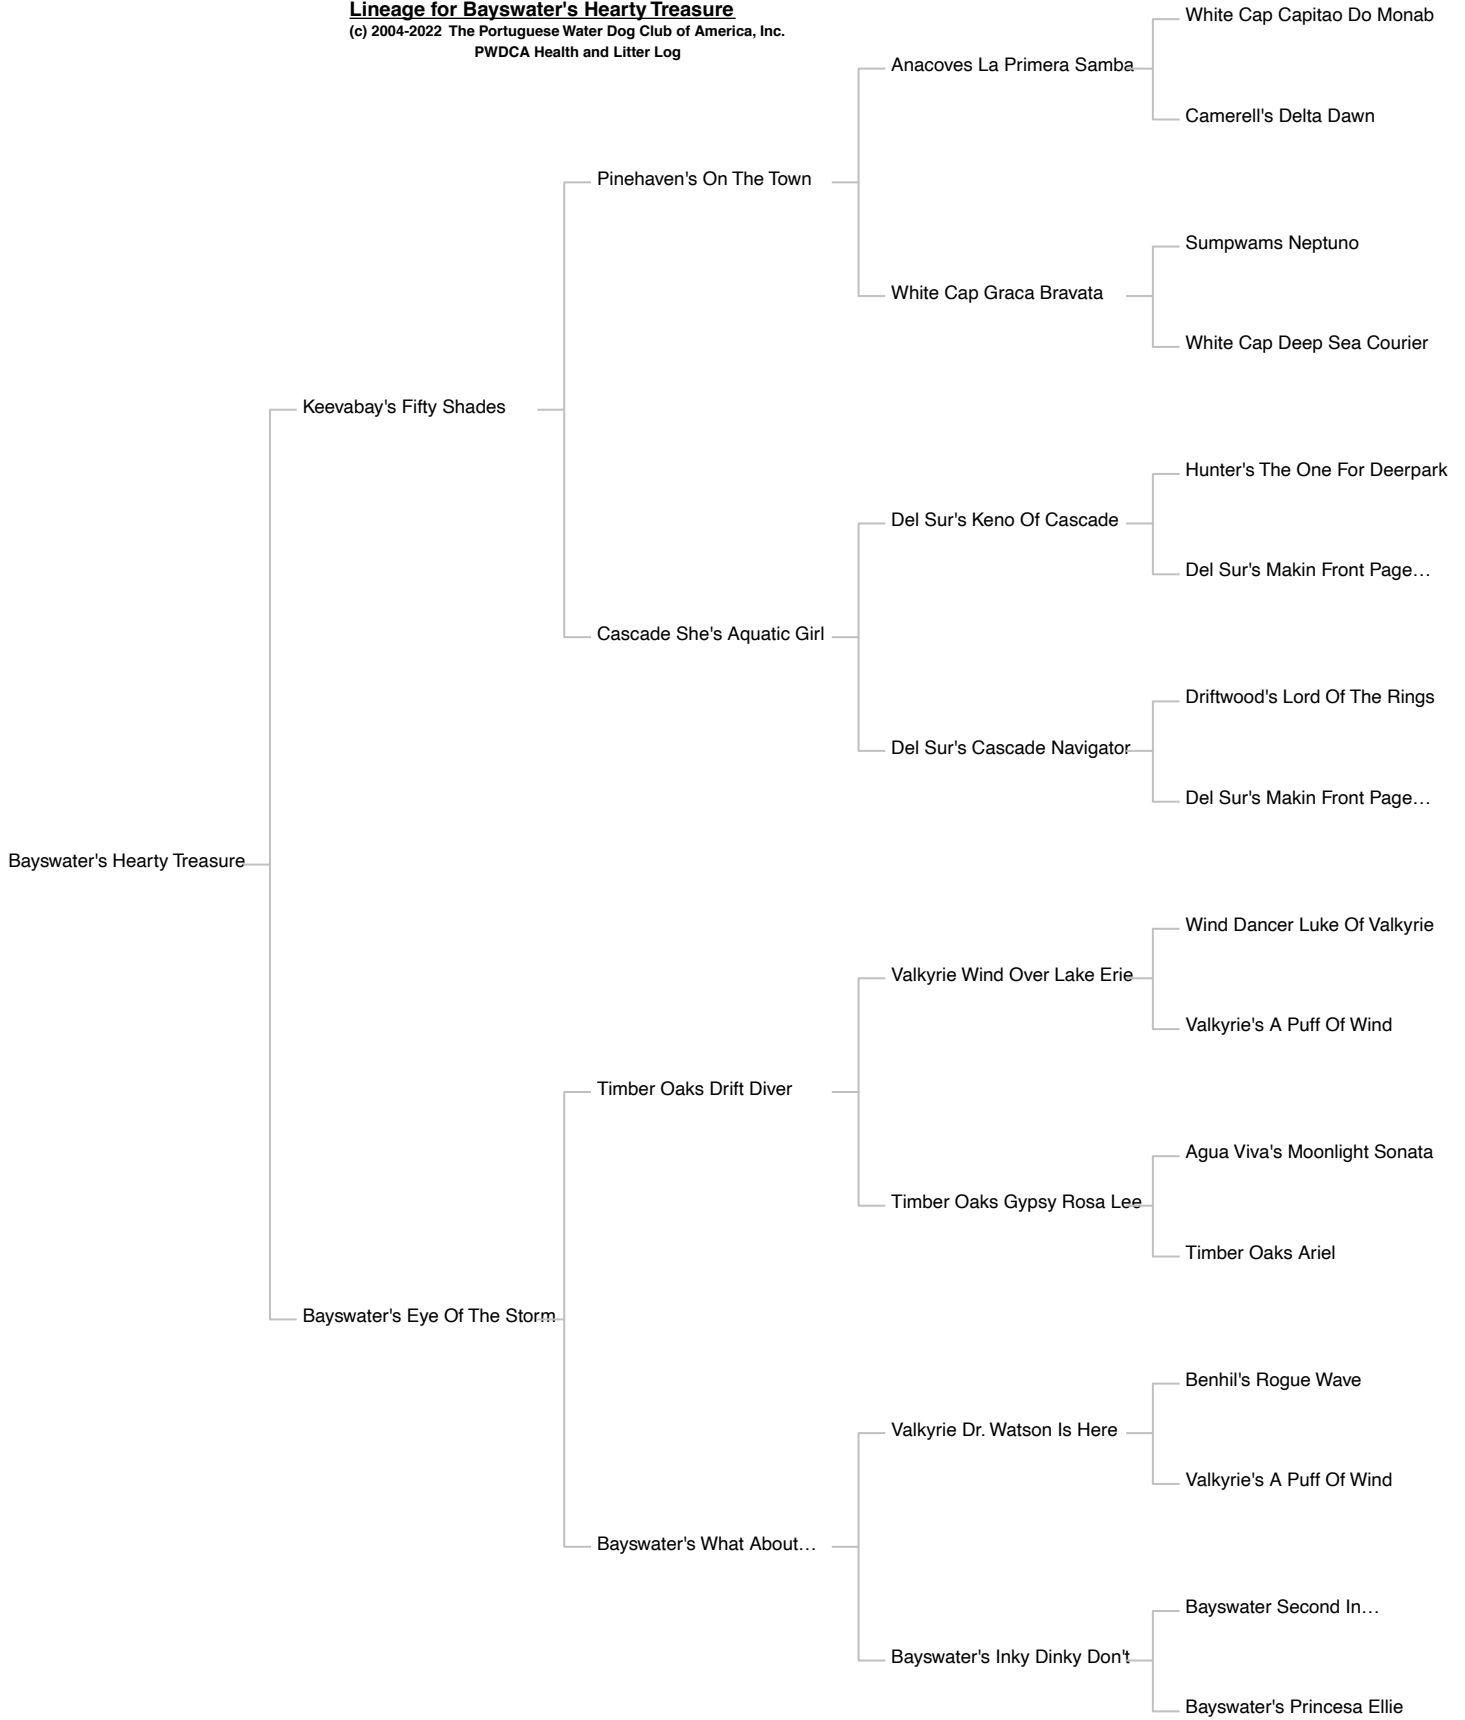 Lineage for Bayswater's Hearty Treasure
(c) 2004-2022 The Portuguese Water Dog Club of America, Inc.
PWDCA Health and Litter Log
White Cap Capitao Do Monab
Anacoves La Primera Samba
Camerell's Delta Dawn
Pinehaven's On The Town
Sumpwams Neptuno
White Cap Graca Bravata
White Cap Deep Sea Courier
Keevabay's Fifty Shades
Hunter's The One For Deerpark
Del Sur's Keno Of Cascade
Del Sur's Makin Front Page…
Cascade She's Aquatic Girl
Driftwood's Lord Of The Rings
Del Sur's Cascade Navigator
Del Sur's Makin Front Page…
Bayswater's Hearty Treasure
Wind Dancer Luke Of Valkyrie
Valkyrie Wind Over Lake Erie
Valkyrie's A Puff Of Wind
Timber Oaks Drift Diver
Agua Viva's Moonlight Sonata
Timber Oaks Gypsy Rosa Lee
Timber Oaks Ariel
Bayswater's Eye Of The Storm
Benhil's Rogue Wave
Valkyrie Dr. Watson Is Here
Valkyrie's A Puff Of Wind
Bayswater's What About…
Bayswater Second In…
Bayswater's Inky Dinky Don't
Bayswater's Princesa Ellie